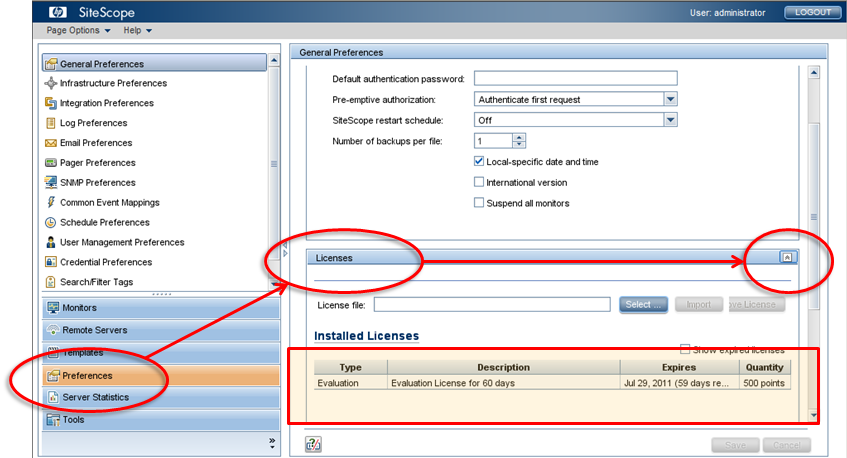 hp SiteScope User: administrator LOGOUT
Page Options Help
General Preferences
Infrastructure Preferences
Integration Preferences
Log Preferences
Email Preferences
Pager Preferences
SNMP Preferences
Common Event Mappings
Schedule Preferences
User Management Preferences
Credential Preferences
Search/Filter Tags
Monitors
Remote Servers
Templates
Preferences
Server Statistics
Tools
General Preferences
Default authentication password:
Pre-emptive authorization: Authenticate first request
SiteScope restart schedule: Off
Number of backups per file: 1
Local-specific date and time
International version
Suspend all monitors
Licenses
License file: Select ... Import ove License...
Installed Licenses
Show expired licenses
Type Description Expires Quantity
Evaluation Evaluation License for 60 days Jul 29, 2011 (59 days re... 500 points
Save Cancel